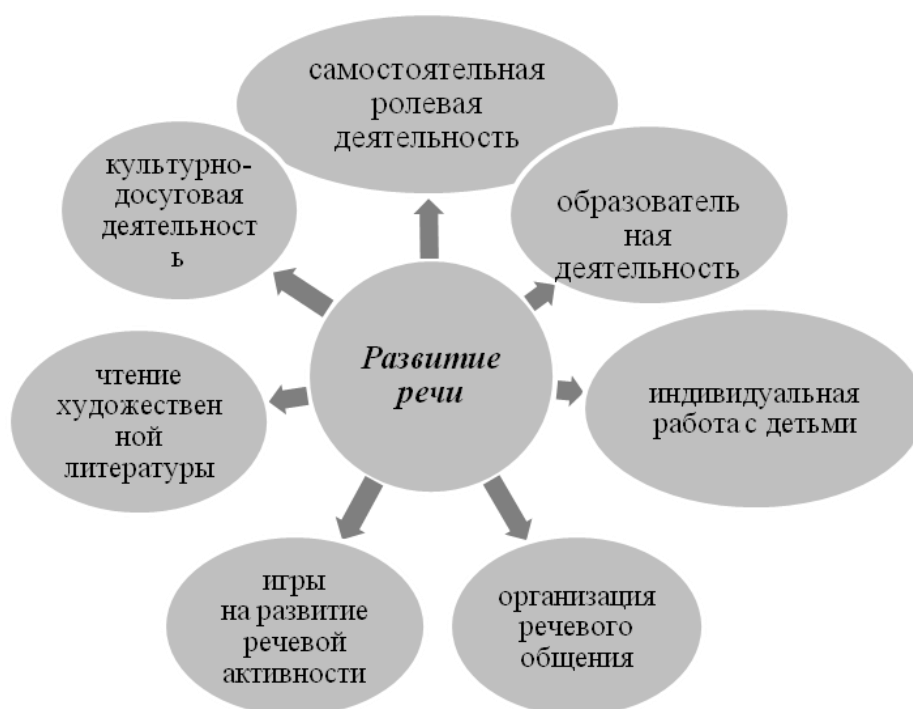 самостоятельная
ролевая
деятельность
культурно-
досуговая
деятельност
ь
образователь
ная
деятельность
Развитие
речи
чтение
художествен
ной
литературы
индивидуальная
работа с детьми
игры
на развитие
речевой
активности
организация
речевого
общения